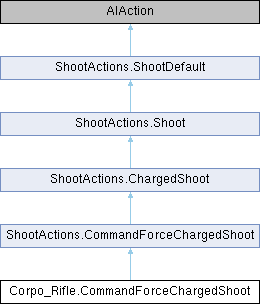 AIAction
ShootActions.ShootDefault
ShootActions.Shoot
ShootActions.ChargedShoot
ShootActions.CommandForceChargedShoot
Corpo_Rifle.CommandForceChargedShoot